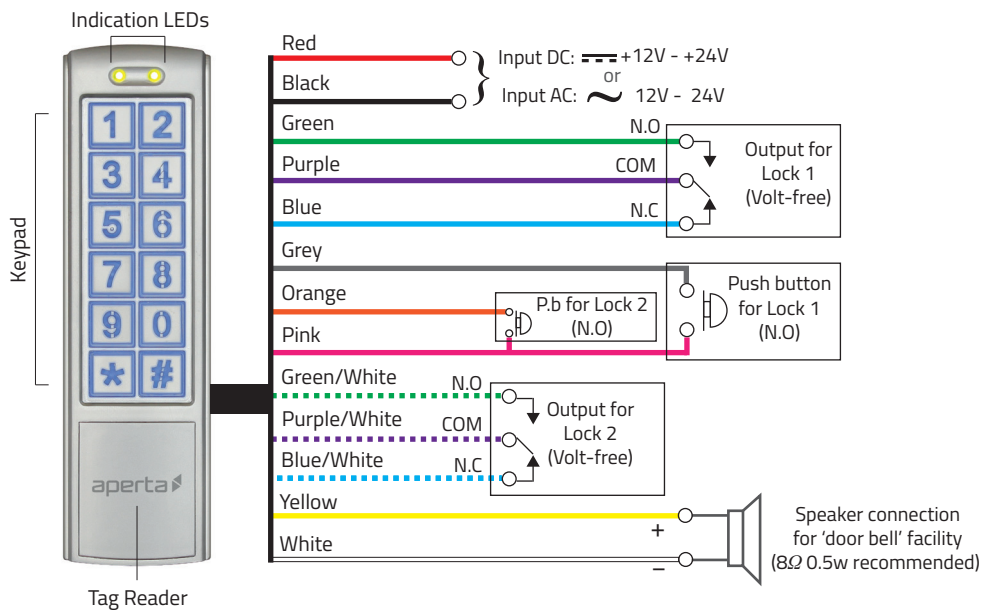 Indication LEDs
Keypad
1 2
3 4
5 6
7 8
9 0
* #
aperta
Tag Reader
Red
Black
Input DC: +12V - +24V
or
Input AC: 12V - 24V
Green
N.O
Purple
COM
Blue
N.C
Output for
Lock 1
(Volt-free)
Grey
Orange
Pink
P.b for Lock 2
(N.O)
Push button
for Lock 1
(N.O)
Green/White
N.O
Purple/White
COM
Blue/White
N.C
Output for
Lock 2
(Volt-free)
Yellow
+
White
–
Speaker connection
for ‘door bell’ facility
(8Ω 0.5w recommended)